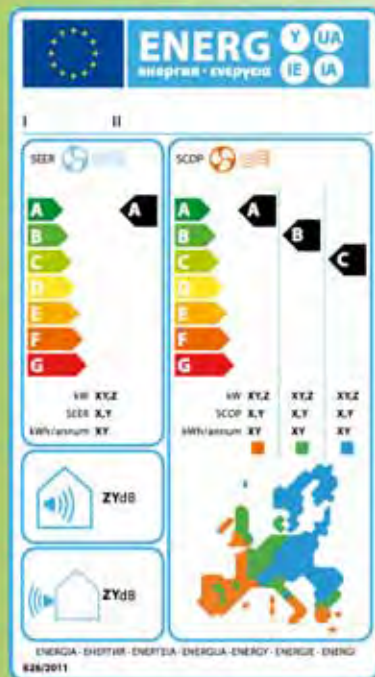 ENERG Y UA
енергия · ενεργεια IE IA
I II
SEER
A A
B
C
D
E
F
G
kW XY,Z
SEER X,Y
kWh/annum XY
SCOP
A A
B B
C C
D
E
F
G
kW XY,Z XY,Z XY,Z
SCOP X,Y X,Y X,Y
kWh/annum XY XY XY
ZYdB
ZYdB
ENERGIA · ЕНЕРГИЯ · ΕΝΕΡΓΕΙΑ · ENERGIJA · ENERGY · ENERGIE · ENERGI
626/2011